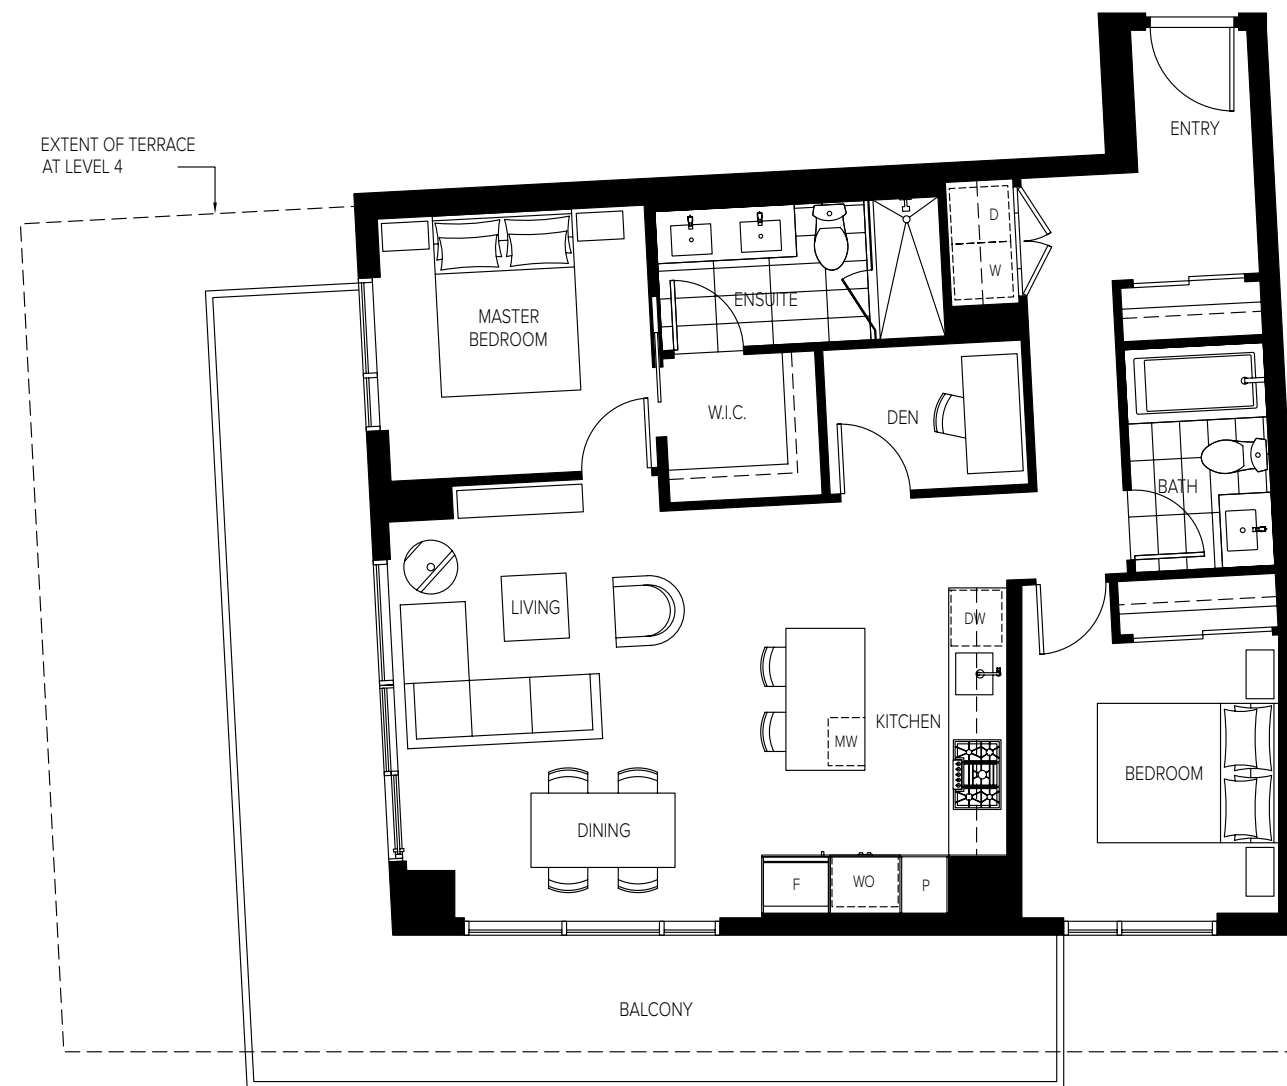 ENTRY
EXTENT OF TERRACE
AT LEVEL 4
D
W
ENSUITE
MASTER
BEDROOM
W.I.C.
DEN
BATH
LIVING
DW
KITCHEN
MW
BEDROOM
DINING
F
WO
P
BALCONY